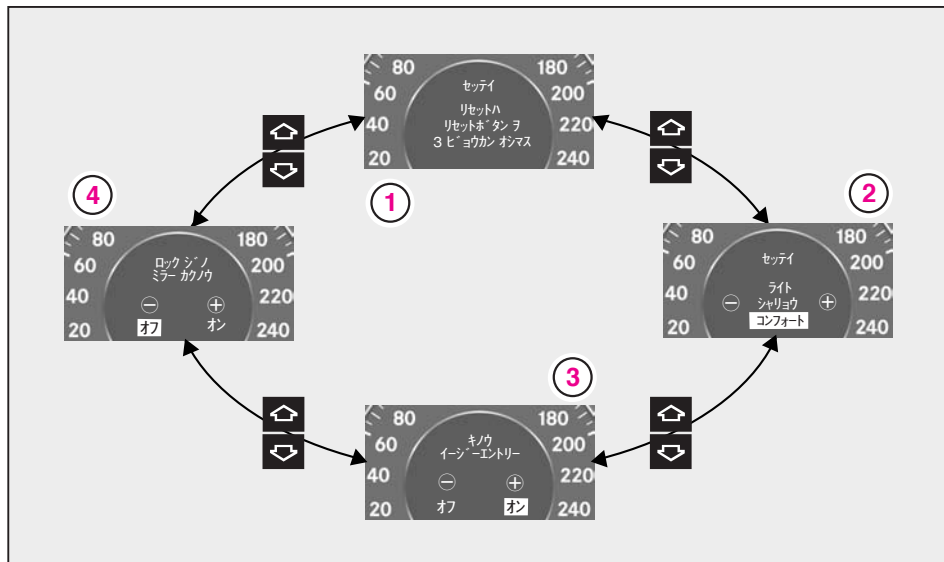 80 180
60 200
40 220
20 240
セッテイ
リセットハ
リセットボタン ヲ
3 ビョウカン オシマス
1
2
80 180
60 200
40 220
20 240
セッテイ
ライト
シャリョウ
コンフォート
3
80 180
60 200
40 220
20 240
キノウ
イージーエントリー
オフ オン
4
80 180
60 200
40 220
20 240
ロック ジノ
ミラー カクノウ
オフ オン